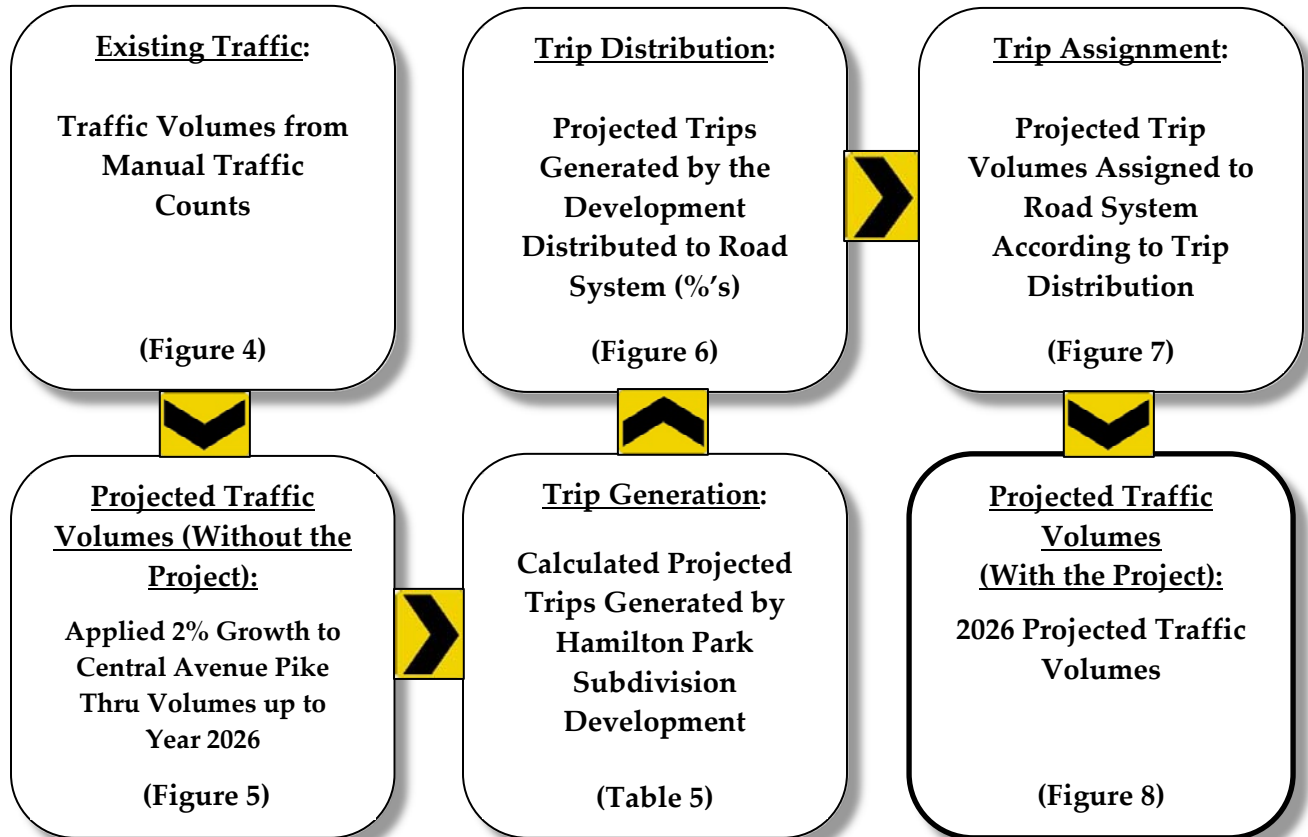 Existing Traffic:
Traffic Volumes from
Manual Traffic
Counts
(Figure 4)
Projected Traffic
Volumes (Without the
Project):
Applied 2% Growth to
Central Avenue Pike
Thru Volumes up to
Year 2026
(Figure 5)
Trip Generation:
Calculated Projected
Trips Generated by
Hamilton Park
Subdivision
Development
(Table 5)
Trip Distribution:
Projected Trips
Generated by the
Development
Distributed to Road
System (%’s)
(Figure 6)
Trip Assignment:
Projected Trip
Volumes Assigned to
Road System
According to Trip
Distribution
(Figure 7)
Projected Traffic
Volumes
(With the Project):
2026 Projected Traffic
Volumes
(Figure 8)